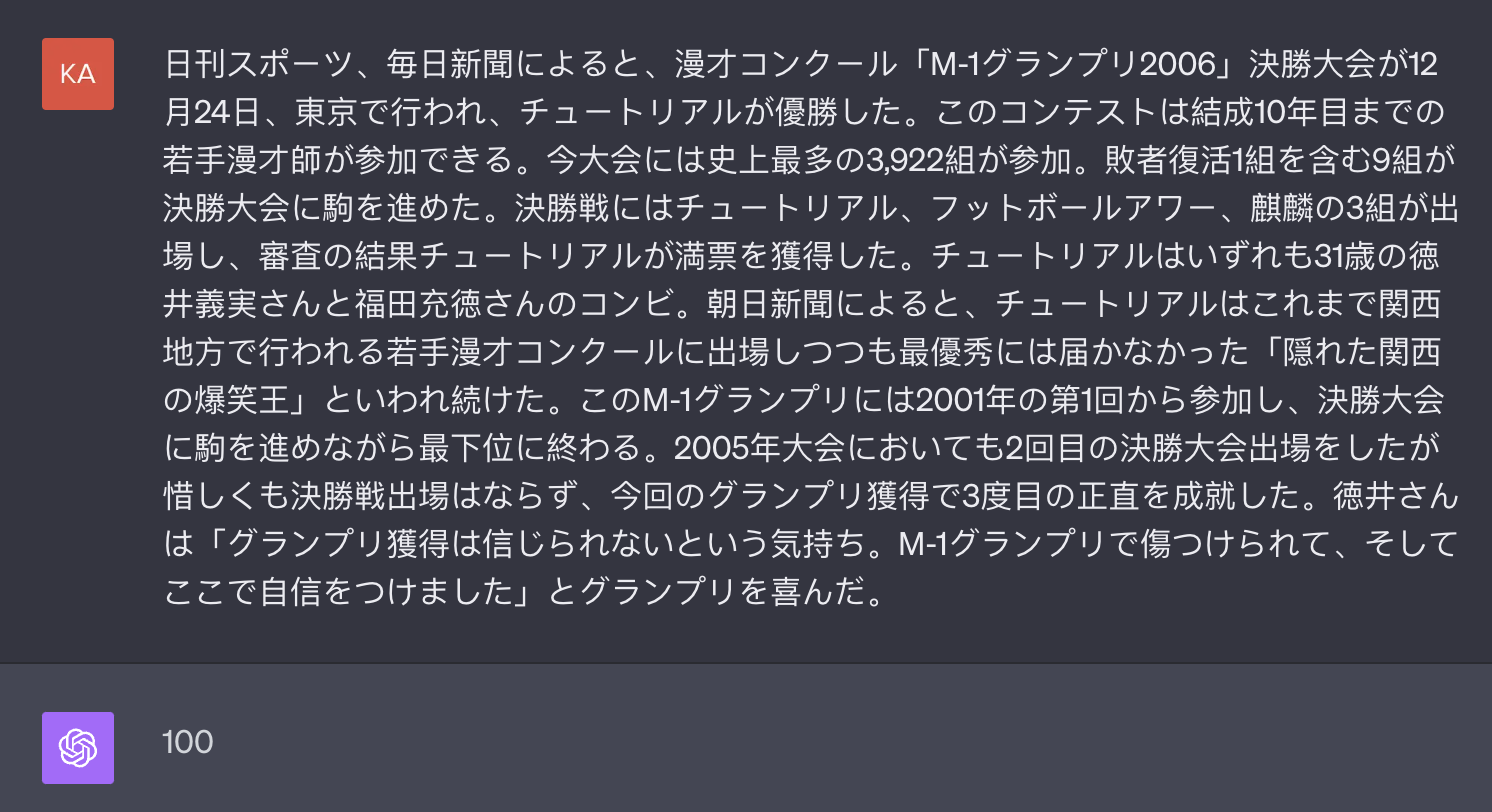 KA
日刊スポーツ、毎日新聞によると、漫才コンクール「M-1グランプリ2006」決勝大会が12
月24日、東京で行われ、チュートリアルが優勝した。このコンテストは結成10年目までの
若手漫才師が参加できる。今大会には史上最多の3,922組が参加。敗者復活1組を含む9組が
決勝大会に駒を進めた。決勝戦にはチュートリアル、フットボールアワー、麒麟の3組が出
場し、審査の結果チュートリアルが満票を獲得した。チュートリアルはいずれも31歳の徳
井義実さんと福田充徳さんのコンビ。朝日新聞によると、チュートリアルはこれまで関西
地方で行われる若手漫才コンクールに出場しつつも最優秀には届かなかった「隠れた関西
の爆笑王」といわれ続けた。このM-1グランプリには2001年の第1回から参加し、決勝大会
に駒を進めながら最下位に終わる。2005年大会においても2回目の決勝大会出場をしたが
惜しくも決勝戦出場はならず、今回のグランプリ獲得で3度目の正直を成就した。徳井さん
は「グランプリ獲得は信じられないという気持ち。M-1グランプリで傷つけられて、そして
ここで自信をつけました」とグランプリを喜んだ。
100